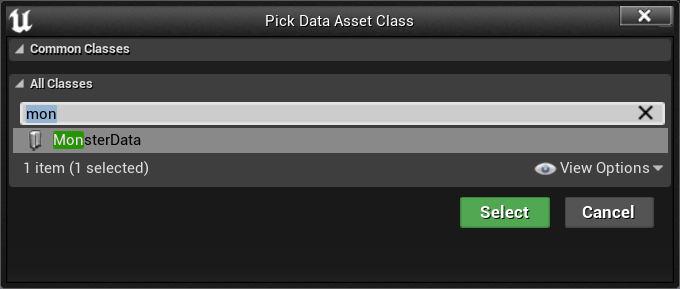 Pick Data Asset Class
Common Classes
All Classes
mon
MonsterData
1 item (1 selected)
View Options
Select
Cancel